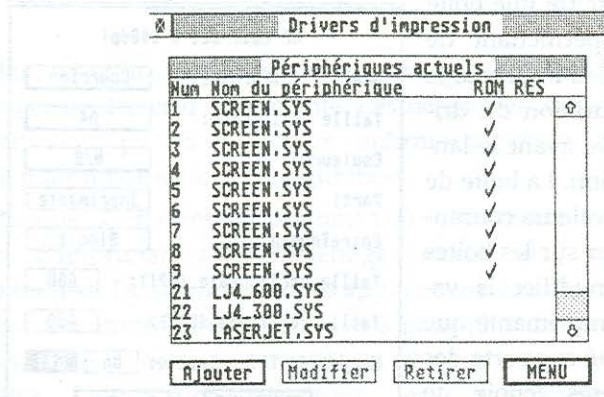 Drivers d'impression
Périphériques actuels
Num Nom du périphérique ROM RES
1 SCREEN.SYS ✓
2 SCREEN.SYS ✓
3 SCREEN.SYS ✓
4 SCREEN.SYS ✓
5 SCREEN.SYS ✓
6 SCREEN.SYS ✓
7 SCREEN.SYS ✓
8 SCREEN.SYS ✓
9 SCREEN.SYS ✓
21 LJ4_600.SYS
22 LJ4_300.SYS
23 LASERJET.SYS
Ajouter Modifier Retirer MENU